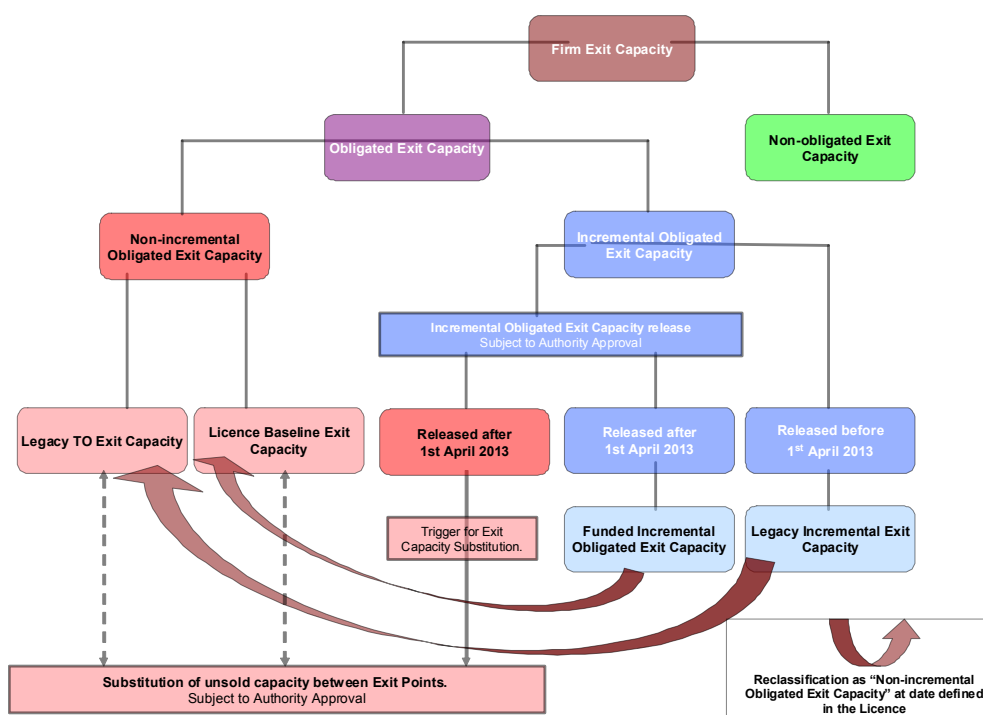 Firm Exit Capacity
Obligated Exit Capacity
Non-obligated Exit
Capacity
Non-incremental
Obligated Exit Capacity
Incremental Obligated
Exit Capacity
Incremental Obligated Exit Capacity release
Subject to Authority Approval
Legacy TO Exit Capacity
Licence Baseline Exit
Capacity
Released after
1st April 2013
Released after
1st April 2013
Released before
1st April 2013
Trigger for Exit
Capacity Substitution.
Funded Incremental
Obligated Exit Capacity
Legacy Incremental Exit
Capacity
Substitution of unsold capacity between Exit Points.
Subject to Authority Approval
Reclassification as “Non-incremental
Obligated Exit Capacity” at date defined
in the Licence